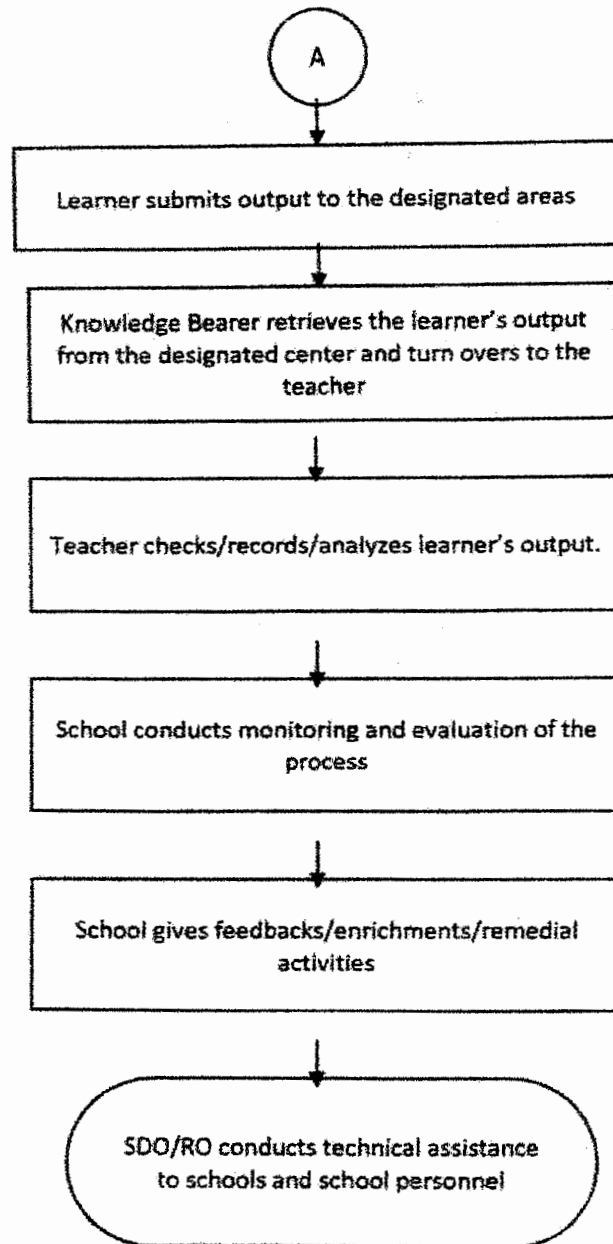 A
Learner submits output to the designated areas
Knowledge Bearer retrieves the learner's output
from the designated center and turn overs to the
teacher
Teacher checks/records/analyzes learner's output.
School conducts monitoring and evaluation of the
process
School gives feedbacks/enrichments/remedial
activities
SDO/RO conducts technical assistance
to schools and school personnel